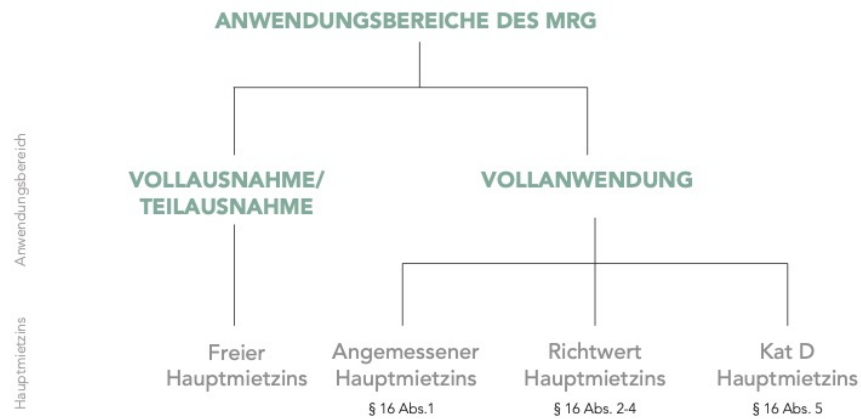 ANWENDUNGSBEREICHE DES MRG
Anwendungsbereich
VOLLAUSNAHME/
TEILAUSNAHME
VOLLANWENDUNG
Hauptmietzins
Freier
Hauptmietzins
Angemessener
Hauptmietzins
§ 16 Abs.1
Richtwert
Hauptmietzins
§ 16 Abs. 2-4
Kat D
Hauptmietzins
§ 16 Abs. 5